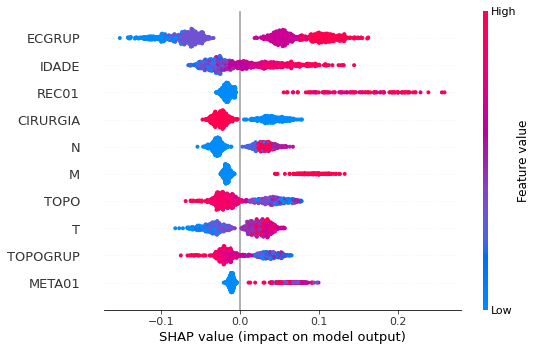 High
ECGRUP
IDADE
REC01
CIRURGIA
N
M
TOPO
T
TOPOGRUP
META01
Feature value
Low
−0.1
0.0
0.1
0.2
SHAP value (impact on model output)